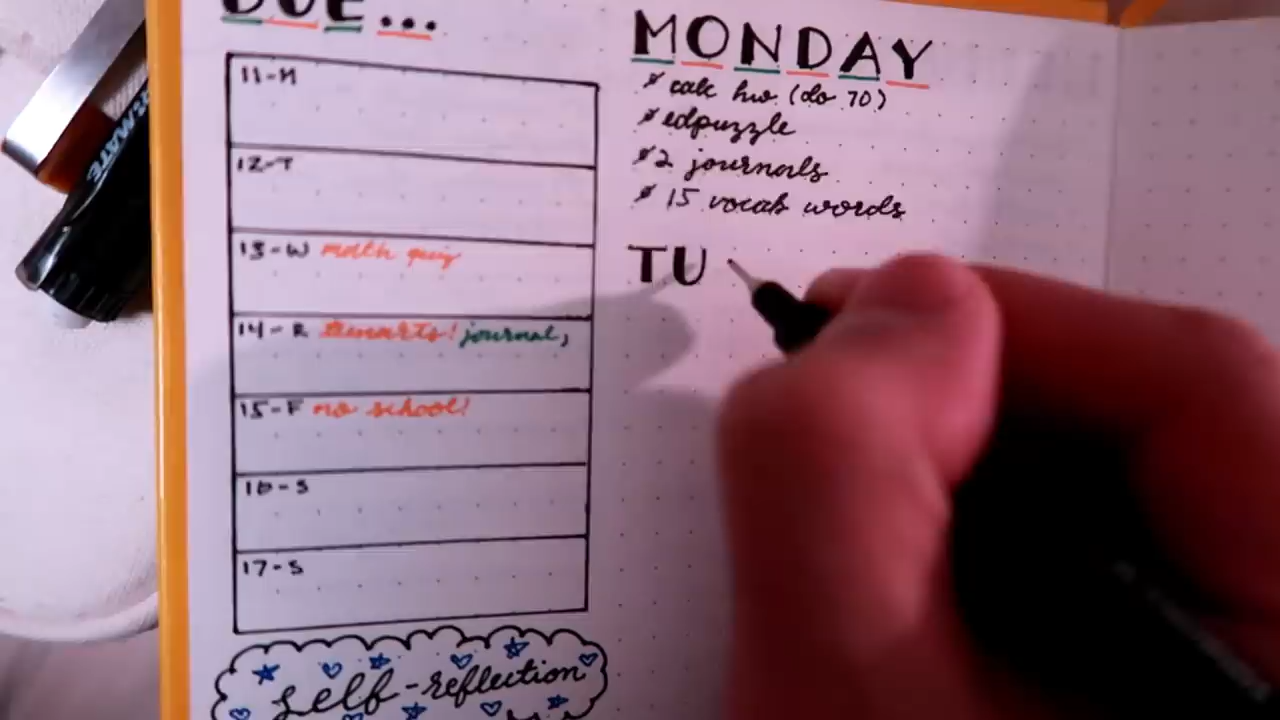 DUE...
11-M
12-T
13-W math quiz
14-R Smarts! journal,
15-F no school!
16-S
17-S
self-reflection
MONDAY
calc hw (do 70)
edpuzzle
2 journals
15 vocab words
TU